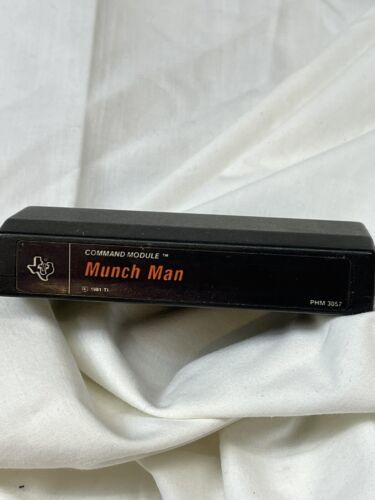 COMMAND MODULE ™
Munch Man
© 1981 TI
PHM 3057